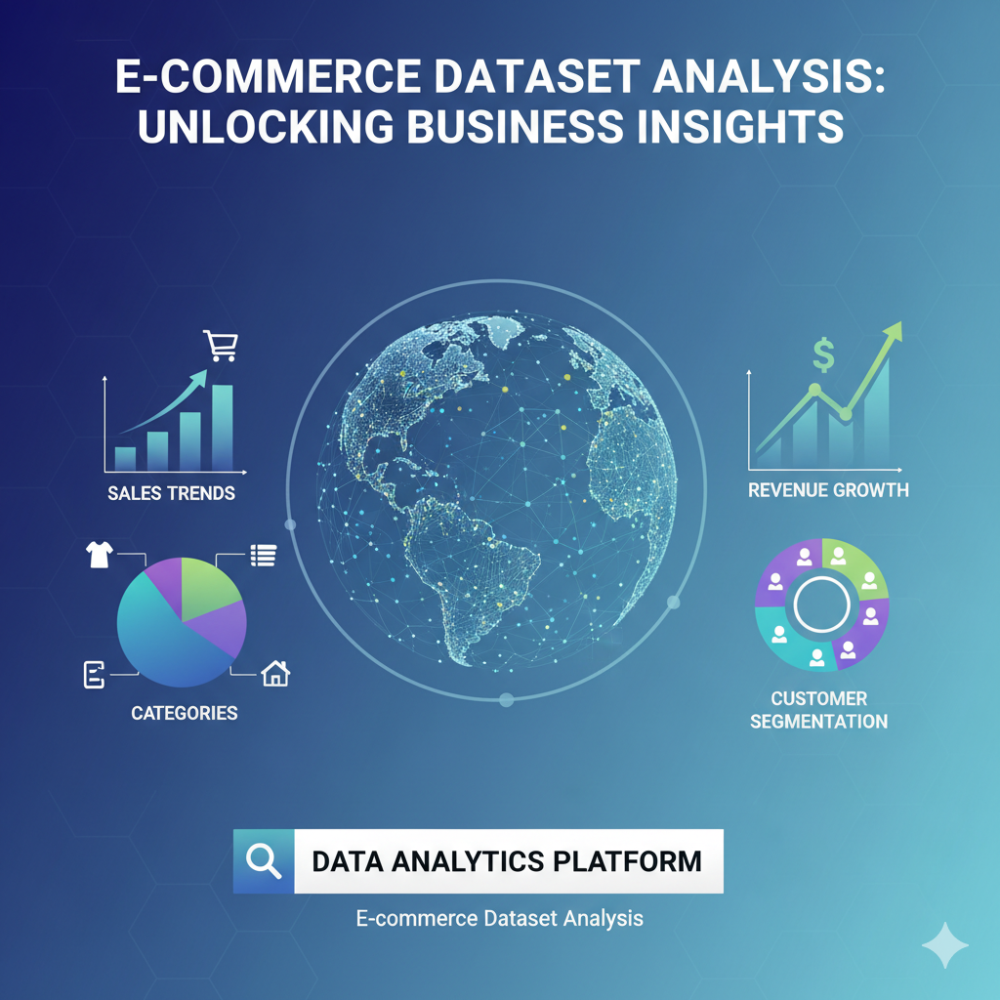 E-COMMERCE DATASET ANALYSIS:
UNLOCKING BUSINESS INSIGHTS
$
SALES TRENDS
REVENUE GROWTH
CATEGORIES
CUSTOMER
SEGMENTATION
DATA ANALYTICS PLATFORM
E-commerce Dataset Analysis